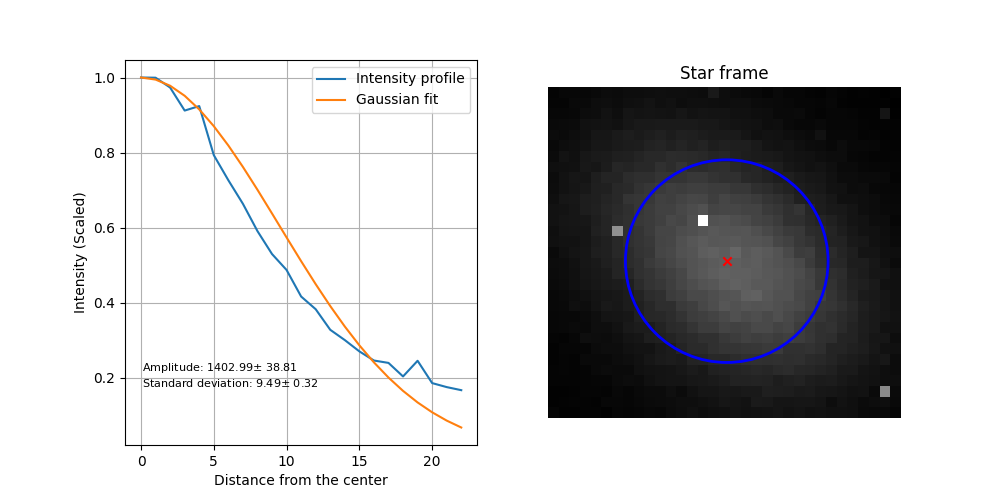 Star frame
Intensity profile
Gaussian fit
1.0
0.8
0.6
0.4
0.2
Intensity (Scaled)
Amplitude: 1402.99± 38.81
Standard deviation: 9.49± 0.32
0 5 10 15 20
Distance from the center